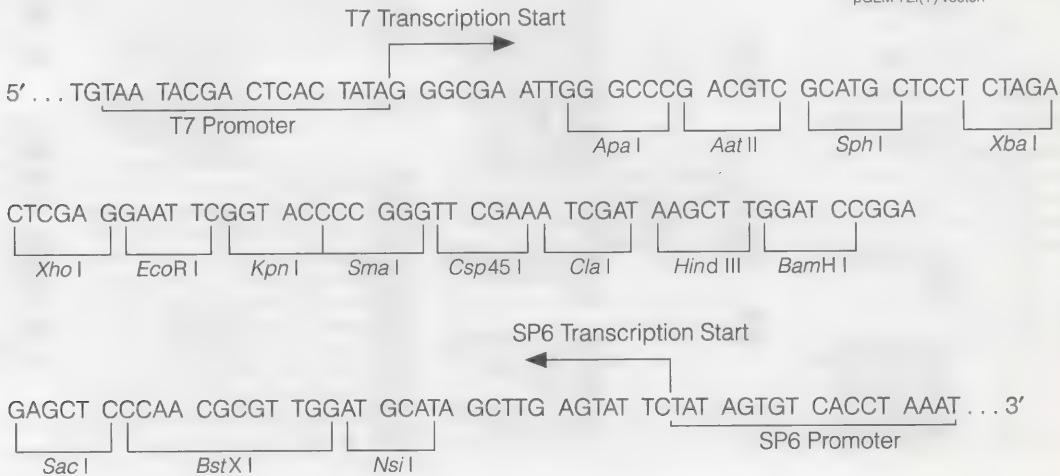 T7 Transcription Start
5′ . . . TGTAA TACGA CTCAC TATAG GGCGA ATTGG GCCCG ACGTC GCATG CTCCT CTAGA
T7 Promoter
Apa I Aat II Sph I Xba I
CTCGA GGAAT TCGGT ACCCC GGGTT CGAAA TCGAT AAGCT TGGAT CCGGA
Xho I EcoR I Kpn I Sma I Csp45 I Cla I Hind III BamH I
SP6 Transcription Start
GAGCT CCCAA CGCGT TGGAT GCATA GCTTG AGTAT TCTAT AGTGT CACCT AAAT . . . 3′
SP6 Promoter
Sac I BstX I Nsi I